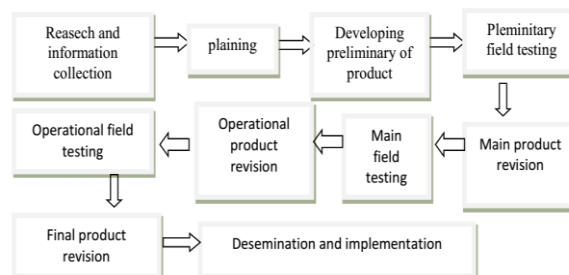 Reasech and
information
collection
plaining
Developing
preliminary of
product
Pleminitary
field testing
Main product
revision
Main
field
testing
Operational
product
revision
Operational field
testing
Final product
revision
Desemination and implementation